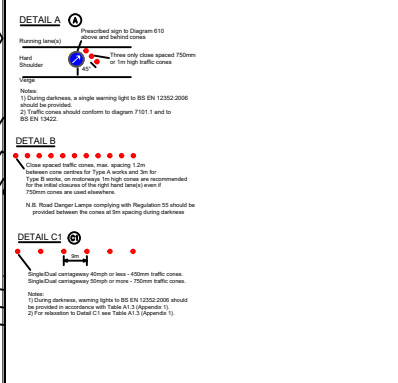 DETAIL A A
Prescribed sign to Diagram 610
above and behind cones
Running lane(s)
Three only close spaced 750mm
or 1m high traffic cones
Hard
Shoulder
45°
Verge
Notes:
1) During darkness, a single warning light to BS EN 12352:2006
should be provided.
2) Traffic cones should conform to diagram 7101.1 and to
BS EN 13422.
DETAIL B
Close spaced traffic cones, max. spacing 1.2m
between cone centres for Type A works and 3m for
Type B works, on motorways 1m high cones are recommended
for the initial closures of the right hand lane(s) even if
750mm cones are used elsewhere.
N.B. Road Danger Lamps complying with Regulation 55 should be
provided between the cones at 9m spacing during darkness
DETAIL C1 C1
9m
Single/Dual carriageway 40mph or less - 450mm traffic cones.
Single/Dual carriageway 50mph or more - 750mm traffic cones.
Notes:
1) During darkness, warning lights to BS EN 12352:2006 should
be provided in accordance with Table A1.3 (Appendix 1).
2) For relaxation to Detail C1 see Table A1.3 (Appendix 1).